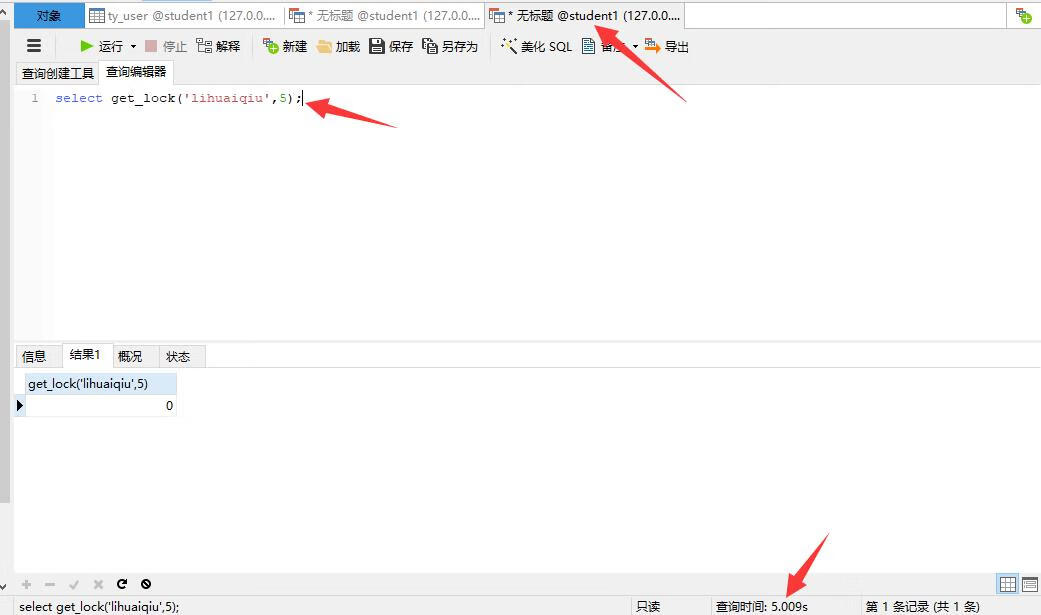 对象 ty_user @student1 (127.0.0.... * 无标题 @student1 (127.0.0.... * 无标题 @student1 (127.0.0....
运行 停止 解释 新建 加载 保存 另存为 美化 SQL 备注 导出
查询创建工具 查询编辑器
1 select get_lock('lihuaiqiu',5);
信息 结果1 概况 状态
get_lock('lihuaiqiu',5)
0
select get_lock('lihuaiqiu',5); 只读 查询时间: 5.009s 第 1 条记录 (共 1 条)